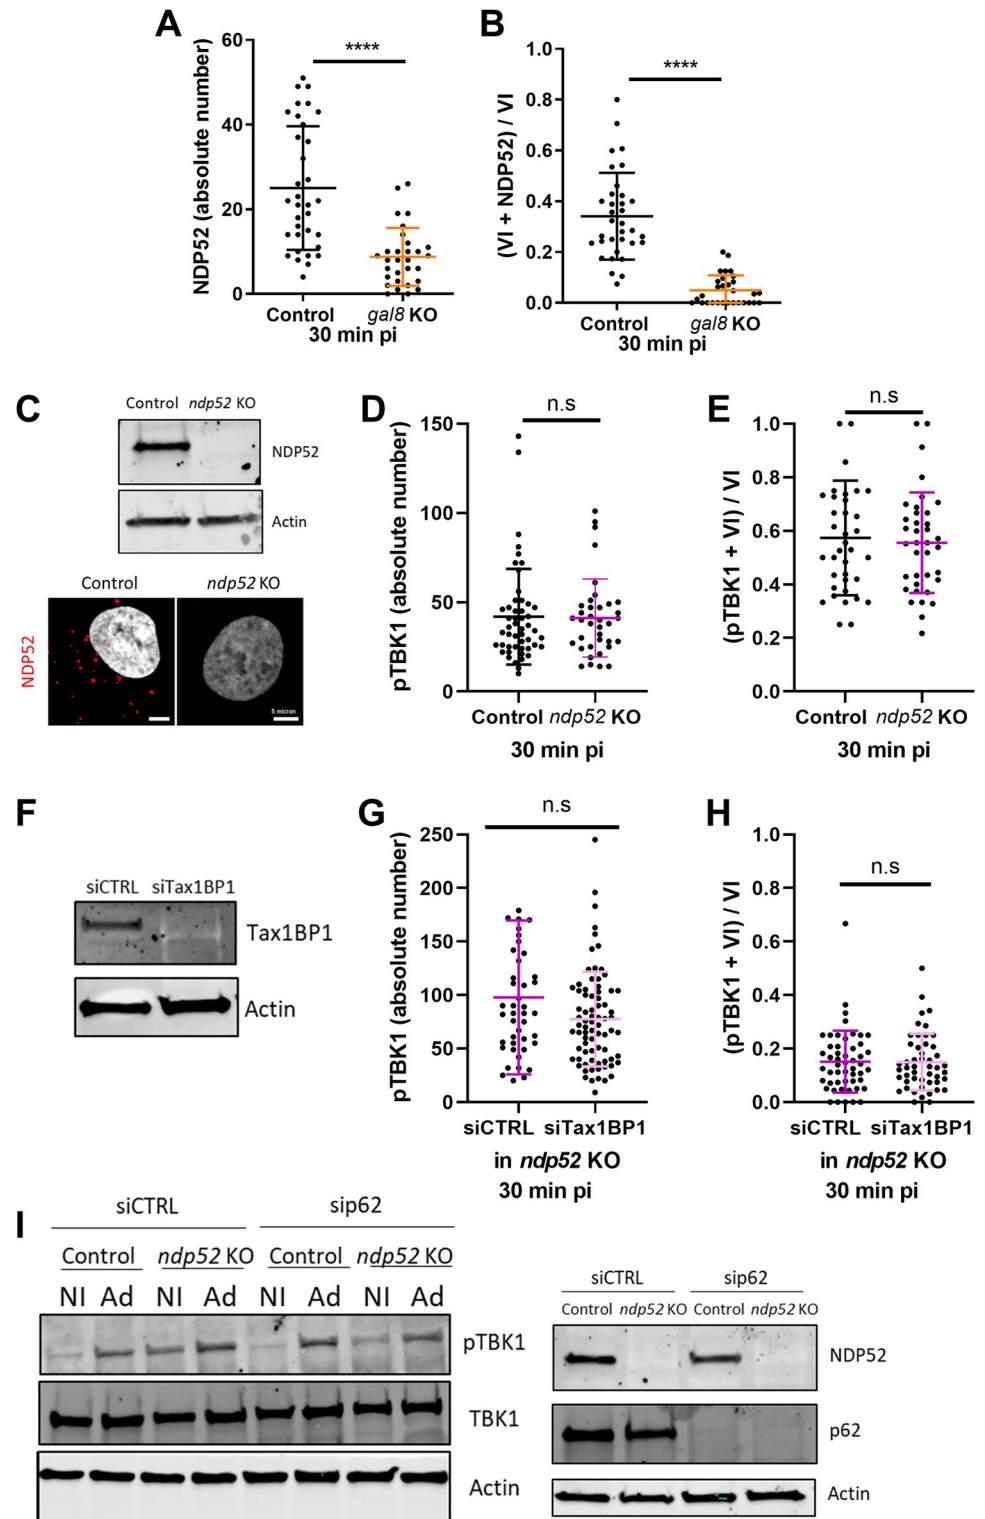 A
NDP52 (absolute number)
60
40
20
0
****
Control
gal8 KO
30 min pi
B
(VI + NDP52) / VI
1.0
0.8
0.6
0.4
0.2
0.0
****
Control
gal8 KO
30 min pi
C
Control ndp52 KO
NDP52
Actin
Control
ndp52 KO
NDP52
5 micron
D
pTBK1 (absolute number)
150
100
50
0
n.s
Control ndp52 KO
30 min pi
E
(pTBK1 + VI) / VI
1.0
0.8
0.6
0.4
0.2
0.0
n.s
Control ndp52 KO
30 min pi
F
siCTRL siTax1BP1
Tax1BP1
Actin
G
pTBK1 (absolute number)
250
200
150
100
50
0
n.s
siCTRL siTax1BP1
in ndp52 KO
30 min pi
H
(pTBK1 + VI) / VI
1.0
0.8
0.6
0.4
0.2
0.0
n.s
siCTRL siTax1BP1
in ndp52 KO
30 min pi
I
siCTRL sip62
Control ndp52 KO Control ndp52 KO
NI Ad NI Ad NI Ad NI Ad
pTBK1
TBK1
Actin
siCTRL sip62
Control ndp52 KO Control ndp52 KO
NDP52
p62
Actin